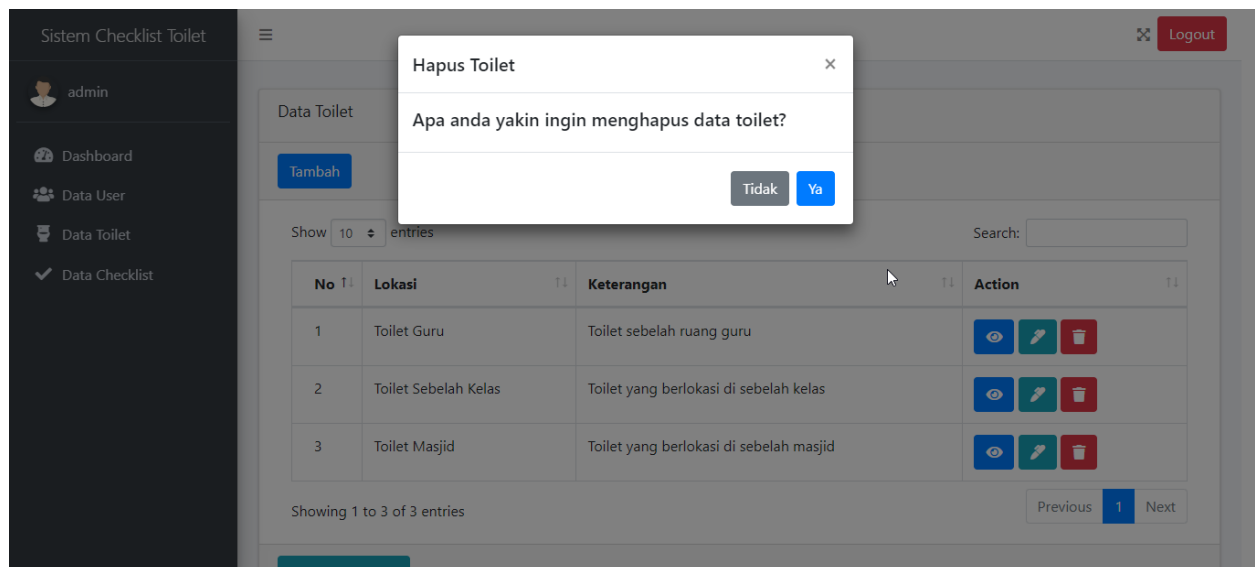 Sistem Checklist Toilet
Logout
admin
Dashboard
Data User
Data Toilet
Data Checklist
Hapus Toilet ×
Apa anda yakin ingin menghapus data toilet?
Tidak Ya
Data Toilet
Tambah
Show 10 entries Search:
No Lokasi Keterangan Action
1 Toilet Guru Toilet sebelah ruang guru
2 Toilet Sebelah Kelas Toilet yang berlokasi di sebelah kelas
3 Toilet Masjid Toilet yang berlokasi di sebelah masjid
Showing 1 to 3 of 3 entries Previous 1 Next